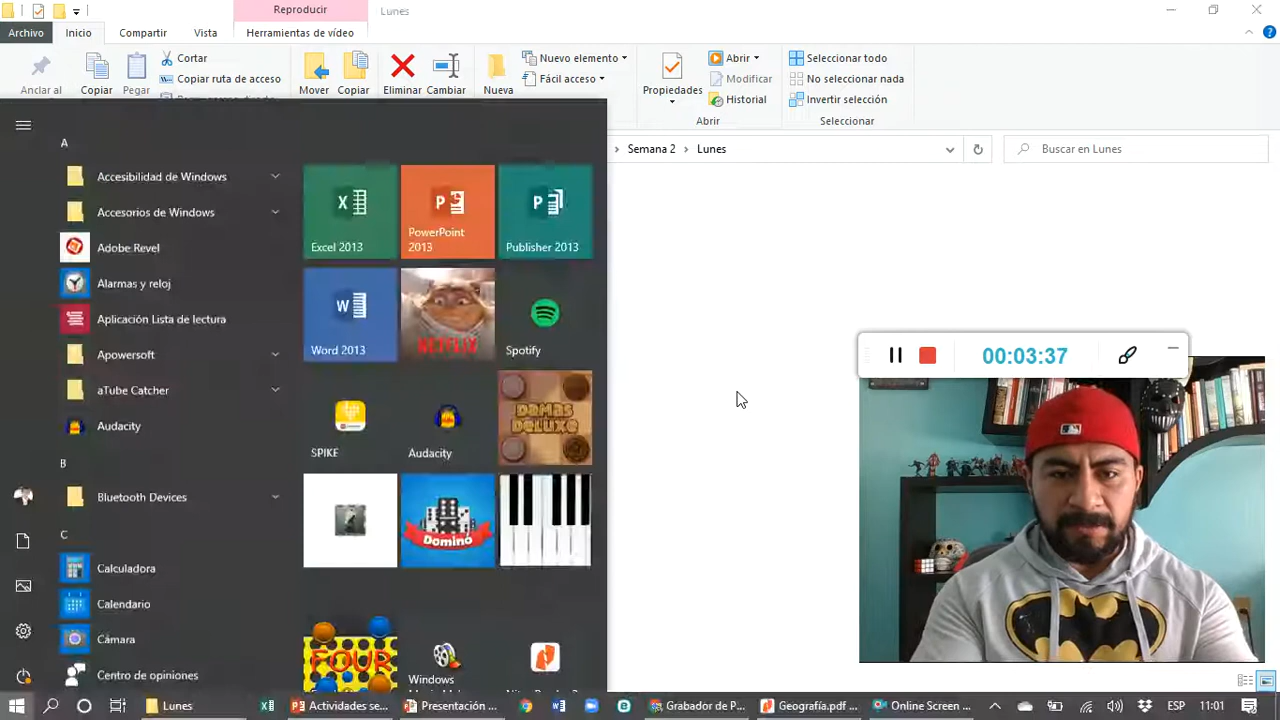 Reproducir
Lunes
Archivo
Inicio
Compartir
Vista
Herramientas de vídeo
Cortar
Copiar ruta de acceso
Anclar al
Copiar
Pegar
Mover
Copiar
Eliminar
Cambiar
Nueva
Nuevo elemento
Fácil acceso
Propiedades
Abrir
Modificar
Historial
Abrir
Seleccionar todo
No seleccionar nada
Invertir selección
Seleccionar
Semana 2 > Lunes
Buscar en Lunes
A
Accesibilidad de Windows
Accesorios de Windows
Adobe Revel
Alarmas y reloj
Aplicación Lista de lectura
Apowersoft
aTube Catcher
Audacity
B
Bluetooth Devices
C
Calculadora
Calendario
Cámara
Centro de opiniones
Excel 2013
PowerPoint
2013
Publisher 2013
Word 2013
NETFLIX
Spotify
SPIKE
Audacity
DAMAS
DELUXE
Domino
FOUR
Windows
00:03:37
Lunes
Actividades se...
Presentación ...
Grabador de P...
Geografía.pdf ...
Online Screen ...
ESP
11:01